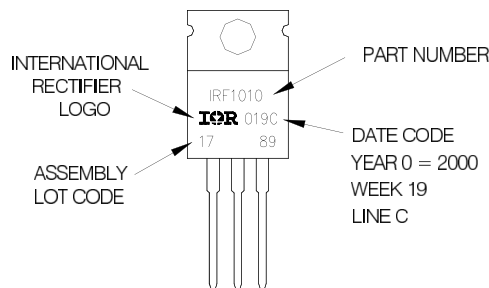 INTERNATIONAL
RECTIFIER
LOGO
ASSEMBLY
LOT CODE
IRF1010
IOR 019C
17 89
PART NUMBER
DATE CODE
YEAR 0 = 2000
WEEK 19
LINE C